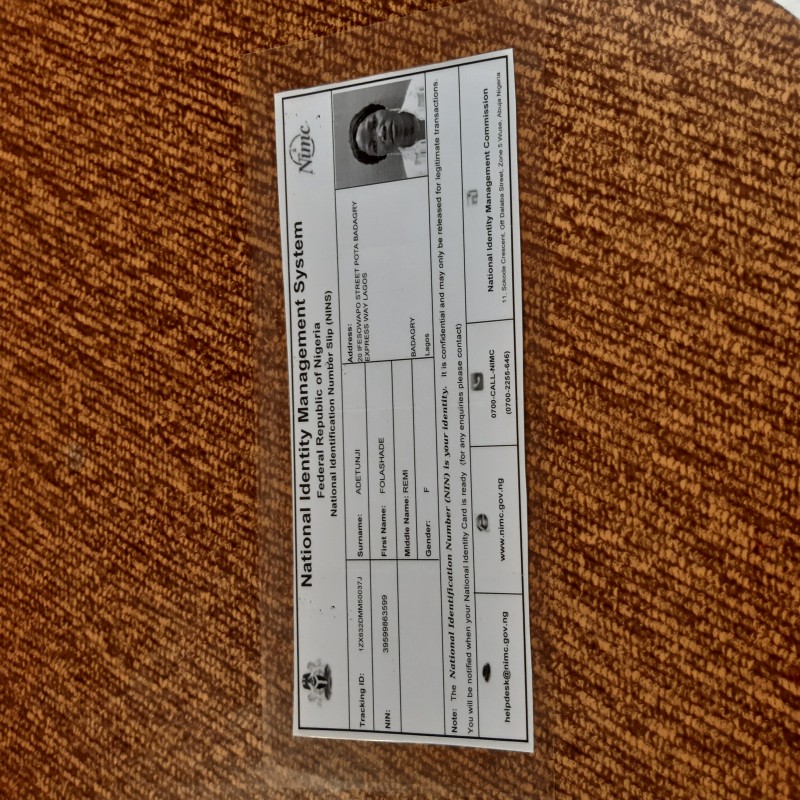 National Identity Management System
Federal Republic of Nigeria
National Identification Number Slip (NINS)
Nimc
Tracking ID: 1ZX632DMM50037J
Surname: ADETUNJI
Address:
20 IFESOWAPO STREET POTA BADAGRY
EXPRESS WAY LAGOS
NIN: 39599863599
First Name: FOLASHADE
Middle Name: REMI
BADAGRY
Gender: F
Lagos
Note: The National Identification Number (NIN) is your identity. It is confidential and may only be released for legitimate transactions.
You will be notified when your National Identity Card is ready (for any enquiries please contact)
helpdesk@nimc.gov.ng
www.nimc.gov.ng
0700-CALL-NIMC
(0700-2255-646)
National Identity Management Commission
11, Sokode Crescent, Off Dalaba Street, Zone 5 Wuse, Abuja Nigeria